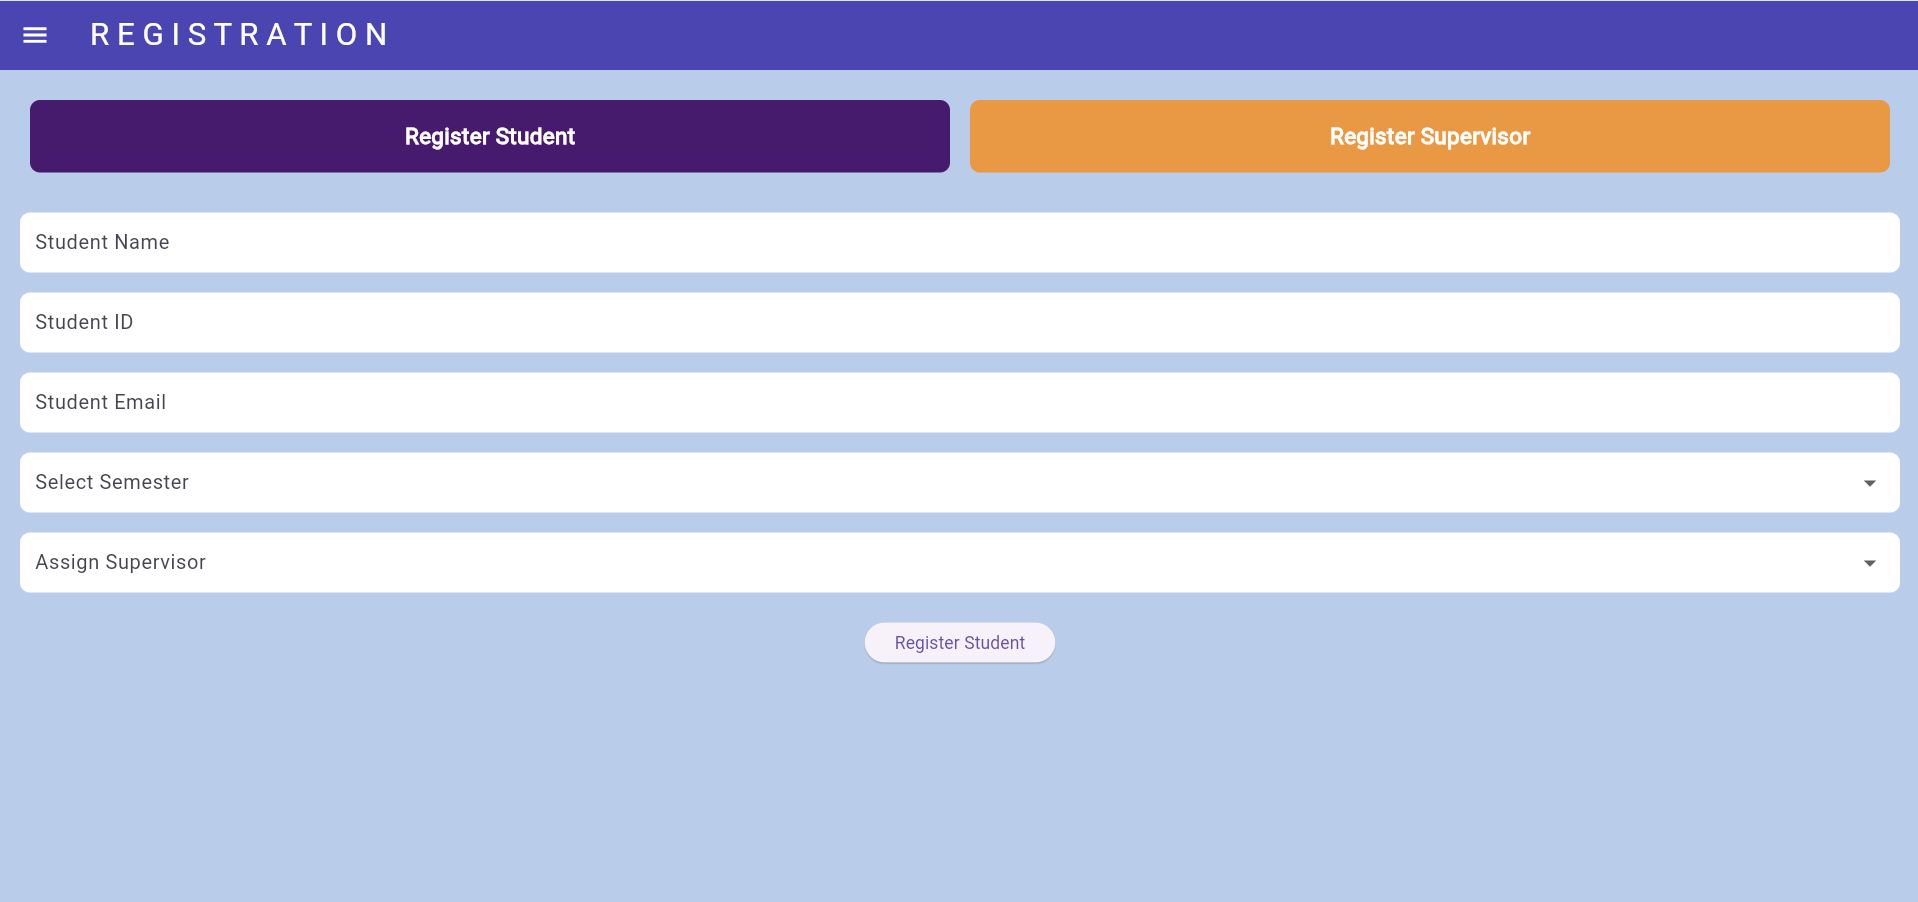 REGISTRATION
Register Student
Register Supervisor
Student Name
Student ID
Student Email
Select Semester
Assign Supervisor
Register Student